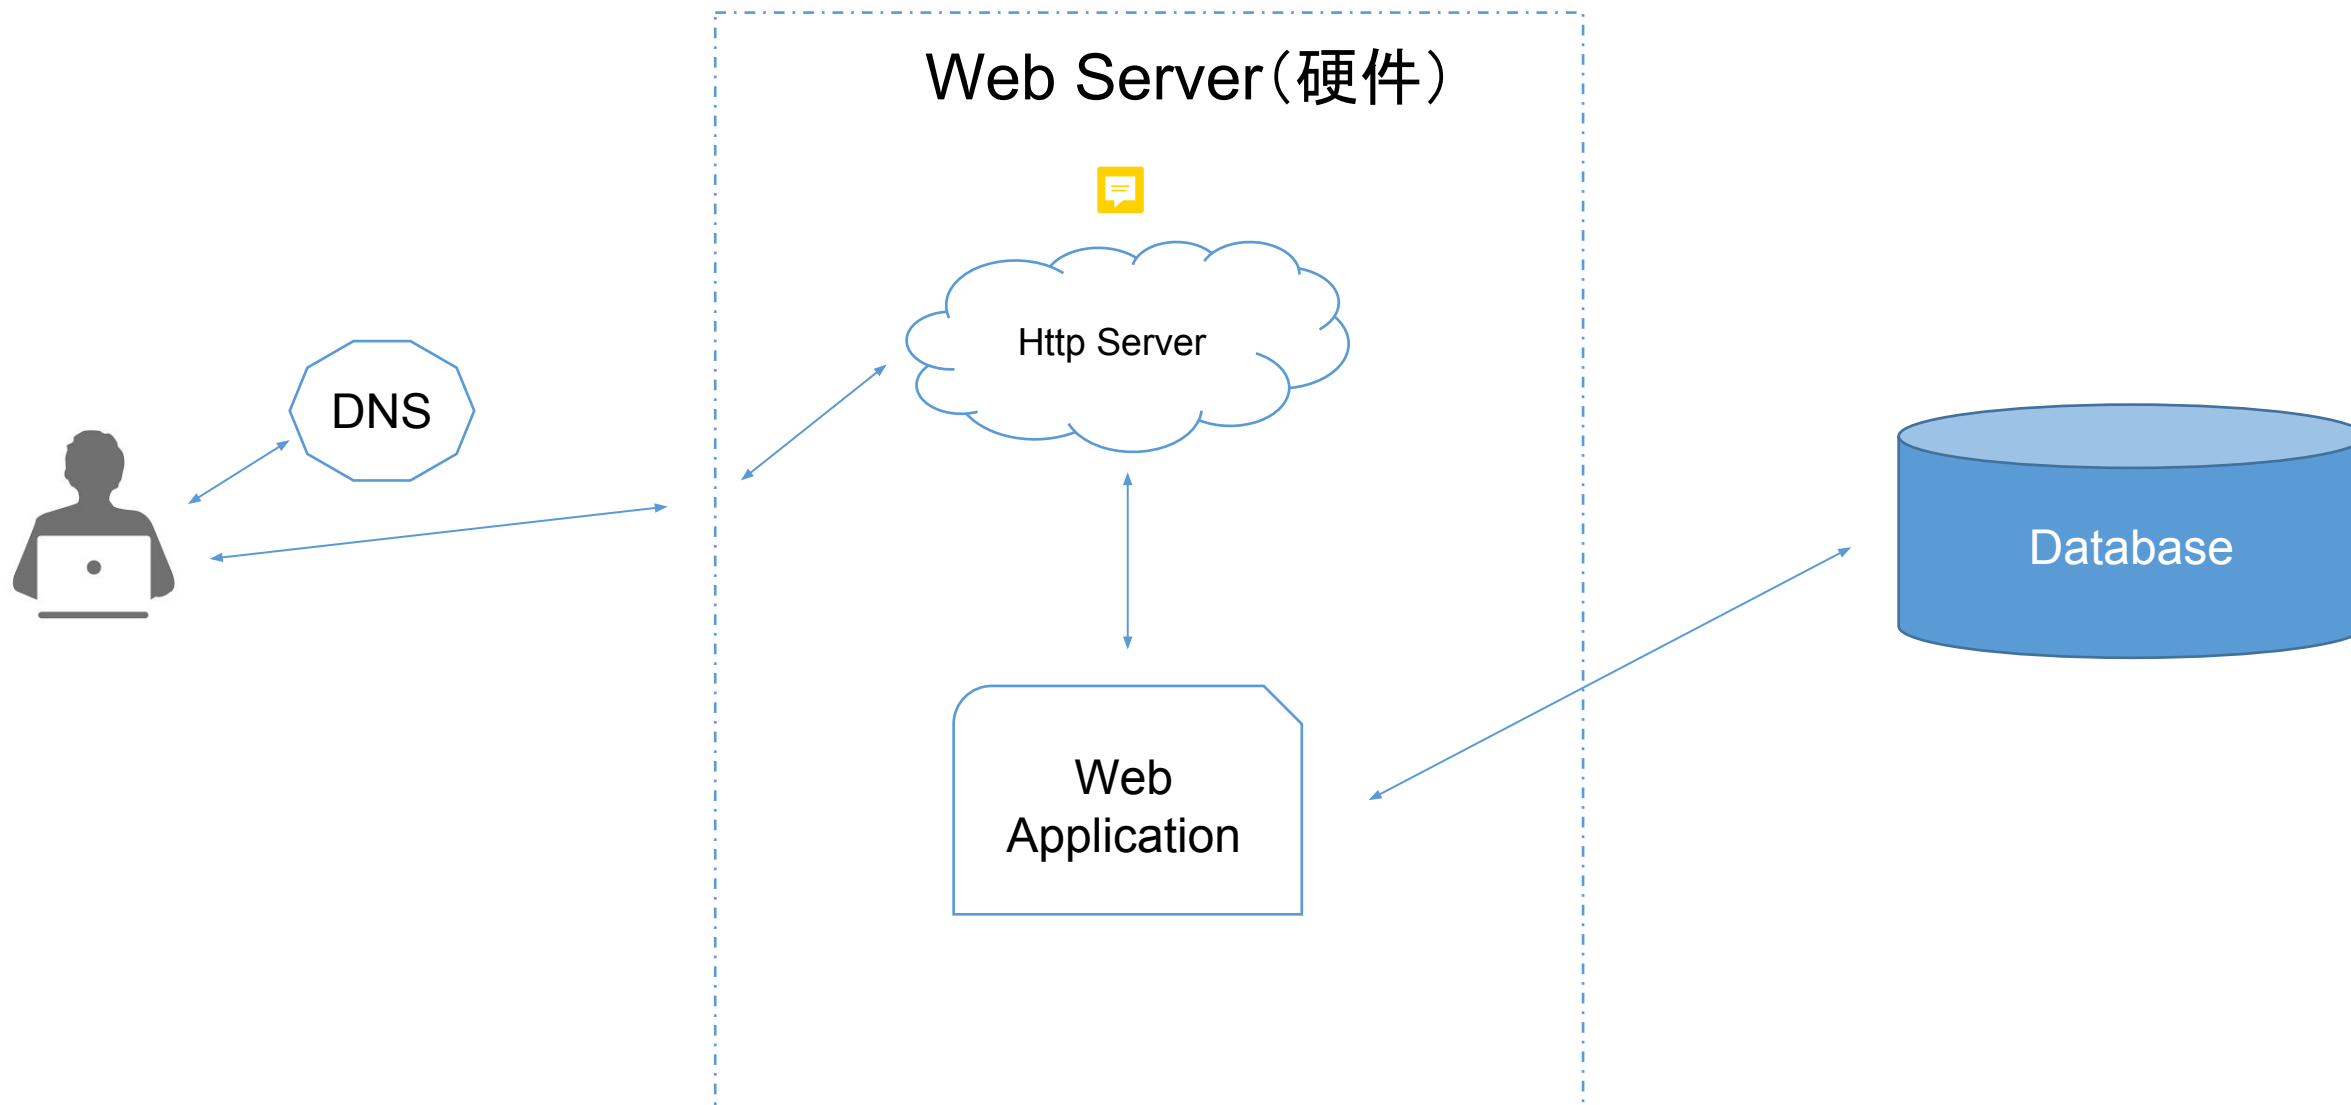 Web Server（硬件）
Http Server
DNS
Database
Web
Application